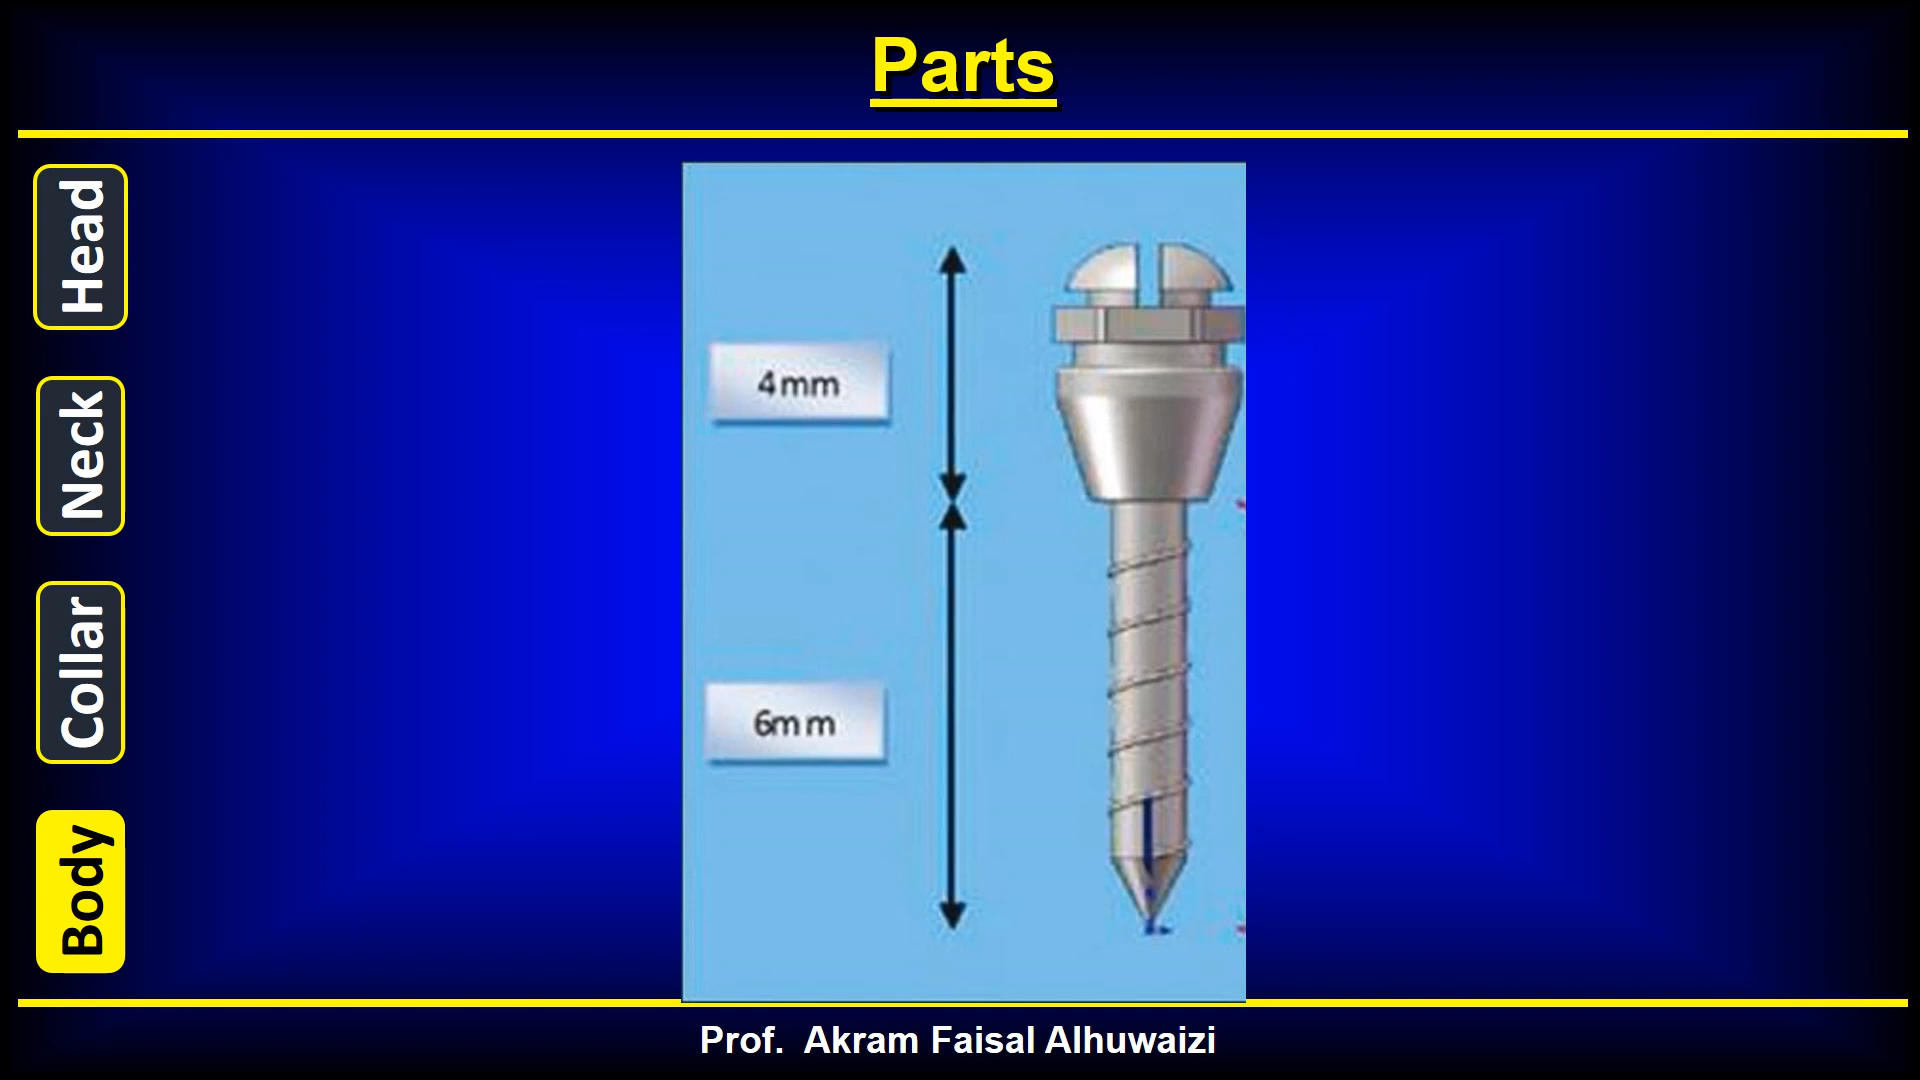 Parts
Head
Neck
Collar
Body
4mm
6mm
Prof. Akram Faisal Alhuwaizi